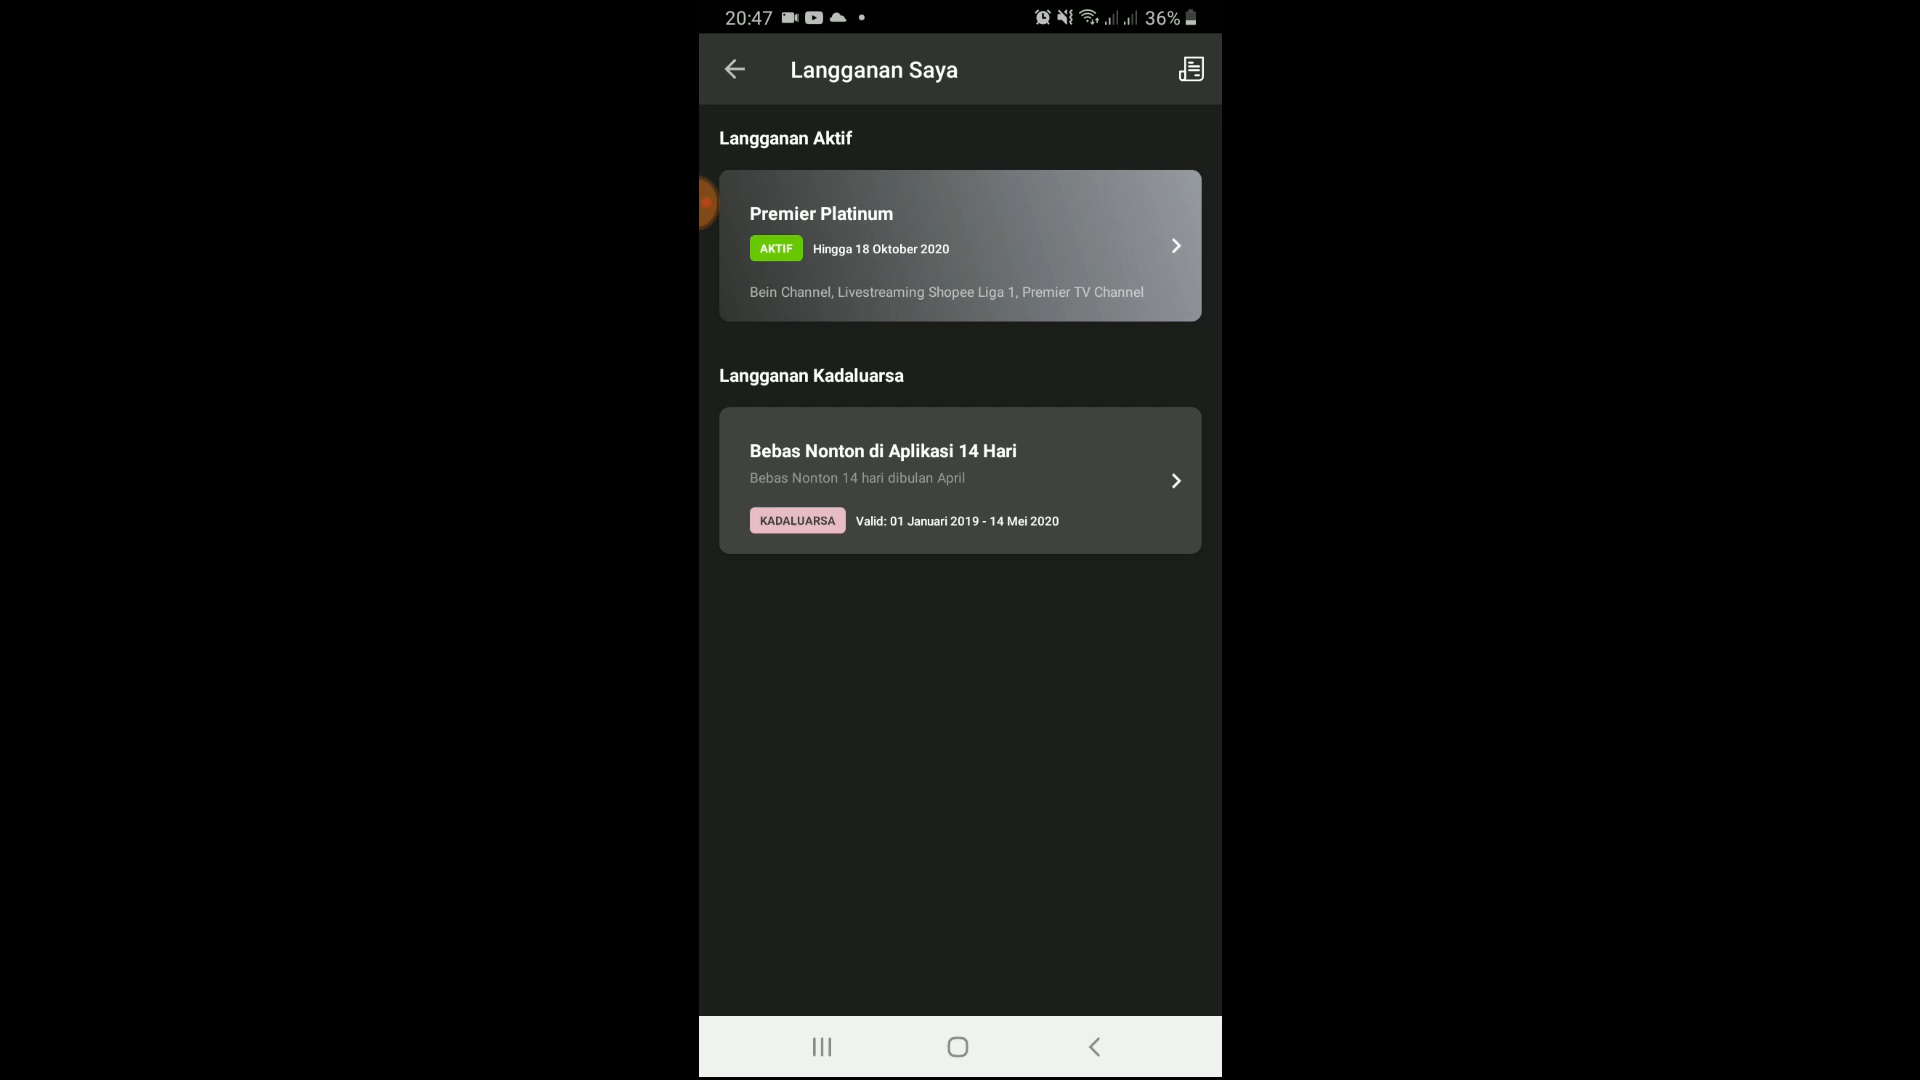 20:47
36%
Langganan Saya
Langganan Aktif
Premier Platinum
AKTIF Hingga 18 Oktober 2020
Bein Channel, Livestreaming Shopee Liga 1, Premier TV Channel
Langganan Kadaluarsa
Bebas Nonton di Aplikasi 14 Hari
Bebas Nonton 14 hari dibulan April
KADALUARSA Valid: 01 Januari 2019 - 14 Mei 2020